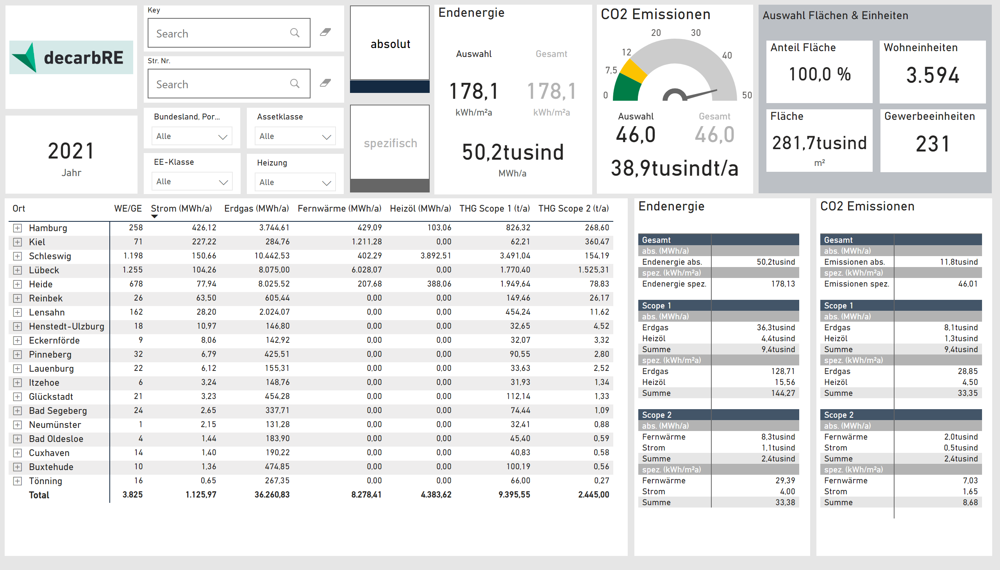 decarbRE
2021
Jahr
Key
Search
Str. Nr.
Search
Bundesland, Por...
Alle
Assetklasse
Alle
EE-Klasse
Alle
Heizung
Alle
absolut
spezifisch
Endenergie
Auswahl Gesamt
178,1 178,1
kWh/m²a kWh/m²a
50,2tusind
MWh/a
CO2 Emissionen
0 7,5 12 20 30 40 50
Auswahl Gesamt
46,0 46,0
38,9tusindt/a
Auswahl Flächen & Einheiten
Anteil Fläche
100,0 %
Wohneinheiten
3.594
Fläche
281,7tusind
m²
Gewerbeeinheiten
231
Ort WE/GE Strom (MWh/a) Erdgas (MWh/a) Fernwärme (MWh/a) Heizöl (MWh/a) THG Scope 1 (t/a) THG Scope 2 (t/a)
Hamburg 258 426,12 3.744,61 429,09 103,06 826,32 268,60
Kiel 71 227,22 284,76 1.211,28 0,00 62,21 360,47
Schleswig 1.198 150,66 10.442,53 402,29 3.892,51 3.491,04 154,19
Lübeck 1.255 104,26 8.075,00 6.028,07 0,00 1.770,40 1.525,31
Heide 678 77,94 8.025,52 207,68 388,06 1.949,64 78,83
Reinbek 26 63,50 605,44 0,00 0,00 149,46 26,17
Lensahn 162 28,20 2.024,07 0,00 0,00 454,24 11,62
Henstedt-Ulzburg 18 10,97 146,80 0,00 0,00 32,65 4,52
Eckernförde 9 8,06 142,92 0,00 0,00 32,07 3,32
Pinneberg 32 6,79 425,51 0,00 0,00 90,55 2,80
Lauenburg 22 6,12 155,31 0,00 0,00 33,63 2,52
Itzehoe 6 3,24 148,76 0,00 0,00 31,93 1,34
Glückstadt 21 3,23 454,28 0,00 0,00 112,14 1,33
Bad Segeberg 24 2,65 337,71 0,00 0,00 74,44 1,09
Neumünster 1 2,15 131,28 0,00 0,00 32,41 0,88
Bad Oldesloe 4 1,44 183,90 0,00 0,00 45,40 0,59
Cuxhaven 14 1,40 190,22 0,00 0,00 40,83 0,58
Buxtehude 10 1,36 474,85 0,00 0,00 100,19 0,56
Tönning 16 0,65 267,35 0,00 0,00 66,00 0,27
Total 3.825 1.125,97 36.260,83 8.278,41 4.383,62 9.395,55 2.445,00
Endenergie
Gesamt
abs. (MWh/a)
Endenergie abs. 50,2tusind
spez. (kWh/m²a)
Endenergie spez. 178,13
Scope 1
abs. (MWh/a)
Erdgas 36,3tusind
Heizöl 4,4tusind
Summe 9,4tusind
spez. (kWh/m²a)
Erdgas 128,71
Heizöl 15,56
Summe 144,27
Scope 2
abs. (MWh/a)
Fernwärme 8,3tusind
Strom 1,1tusind
Summe 2,4tusind
spez. (kWh/m²a)
Fernwärme 29,39
Strom 4,00
Summe 33,38
CO2 Emissionen
Gesamt
abs. (MWh/a)
Emissionen abs. 11,8tusind
spez. (kWh/m²a)
Emissionen spez. 46,01
Scope 1
abs. (MWh/a)
Erdgas 8,1tusind
Heizöl 1,3tusind
Summe 9,4tusind
spez. (kWh/m²a)
Erdgas 28,85
Heizöl 4,50
Summe 33,35
Scope 2
abs. (MWh/a)
Fernwärme 2,0tusind
Strom 0,5tusind
Summe 2,4tusind
spez. (kWh/m²a)
Fernwärme 7,03
Strom 1,65
Summe 8,68